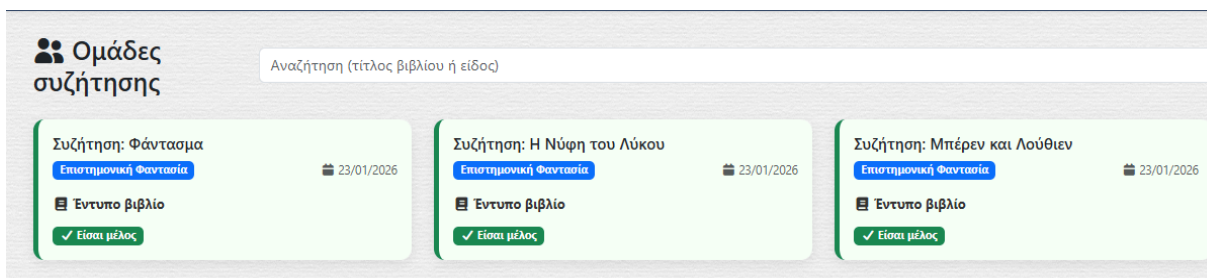 Ομάδες
συζήτησης
Αναζήτηση (τίτλος βιβλίου ή είδος)
Συζήτηση: Φάντασμα
Επιστημονική Φαντασία 23/01/2026
Έντυπο βιβλίο
Είσαι μέλος
Συζήτηση: Η Νύφη του Λύκου
Επιστημονική Φαντασία 23/01/2026
Έντυπο βιβλίο
Είσαι μέλος
Συζήτηση: Μπέρεν και Λούθιεν
Επιστημονική Φαντασία 23/01/2026
Έντυπο βιβλίο
Είσαι μέλος